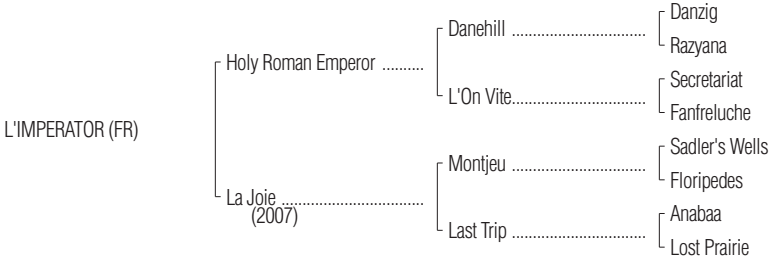 Danzig
Danehill ....................................
Razyana
Holy Roman Emperor ..........
Secretariat
L'On Vite....................................
Fanfreluche
L'IMPERATOR (FR)
Sadler's Wells
Montjeu ....................................
Floripedes
La Joie ......................................
(2007)
Anabaa
Last Trip ....................................
Lost Prairie